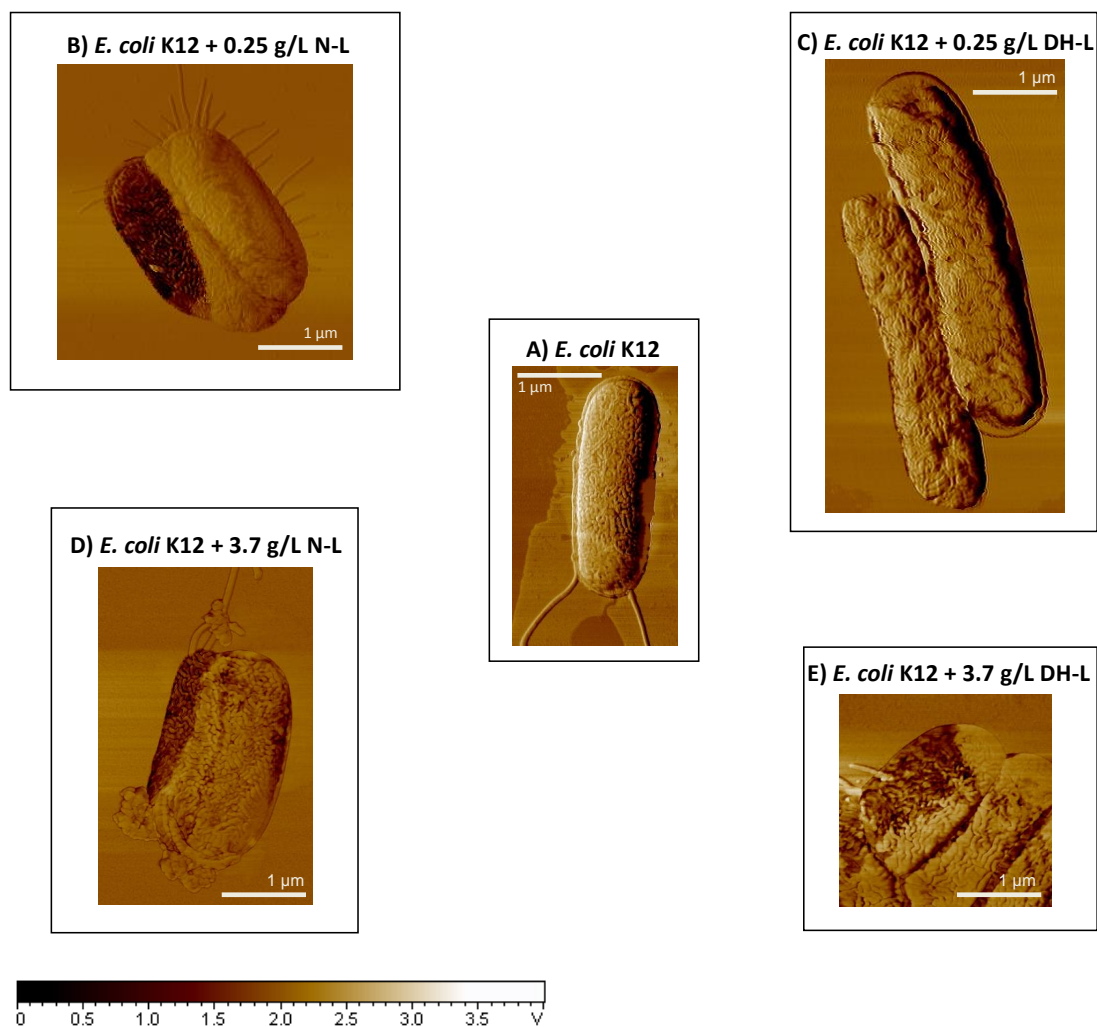 B) E. coli K12 + 0.25 g/L N-L
1 µm
C) E. coli K12 + 0.25 g/L DH-L
1 µm
A) E. coli K12
1 µm
D) E. coli K12 + 3.7 g/L N-L
1 µm
E) E. coli K12 + 3.7 g/L DH-L
1 µm
0 0.5 1.0 1.5 2.0 2.5 3.0 3.5 V